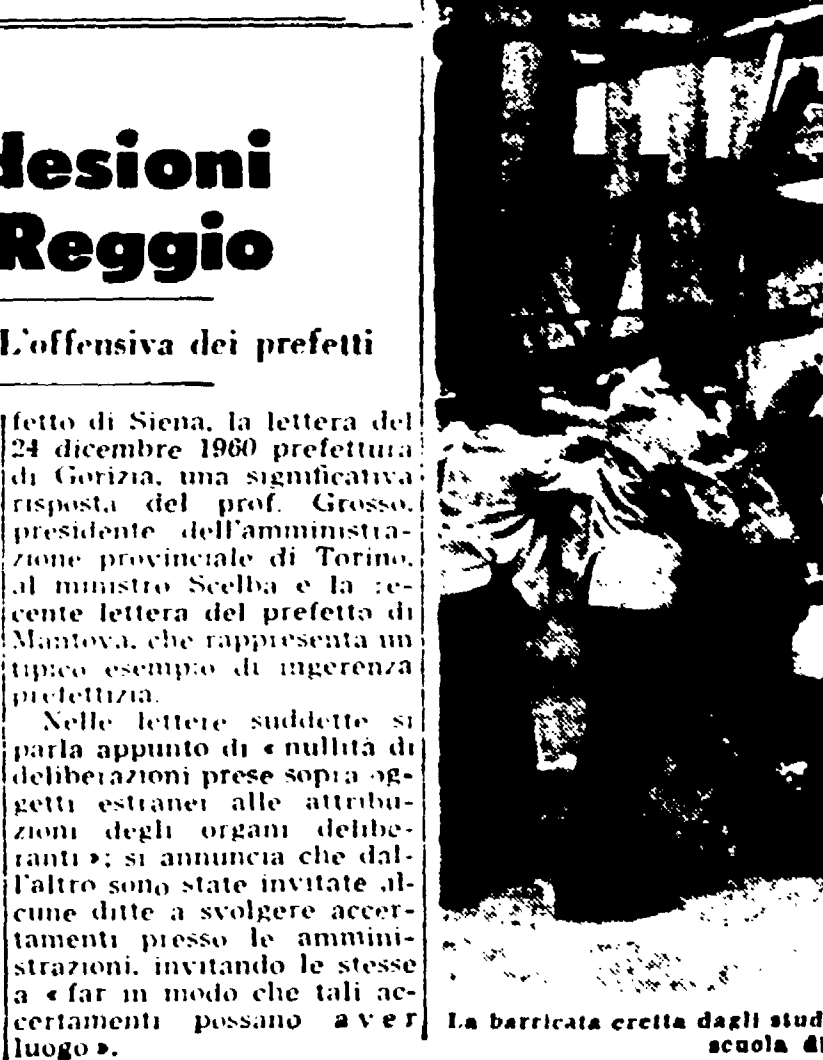 desioni
Reggio
L'offensiva dei prefetti
fetto di Siena, la lettera del
24 dicembre 1960 prefettura
di Gorizia, una significativa
risposta del prof. Grosso,
presidente dell'amministra-
zione provinciale di Torino,
al ministro Scelba e la re-
cente lettera del prefetto di
Mantova, che rappresenta un
tipico esempio di ingerenza
prefettizia.
Nelle lettere suddette si
parla appunto di « nullità di
deliberazioni prese sopra og-
getti estranei alle attribu-
zioni degli organi delibe-
ranti »; si annuncia che dal-
l'altro sono state invitate al-
cune ditte a svolgere accer-
tamenti presso le ammini-
strazioni, invitando le stesse
a « far in modo che tali ac-
certamenti possano aver
luogo ».
La barricata eretta dagli stud
scuola di